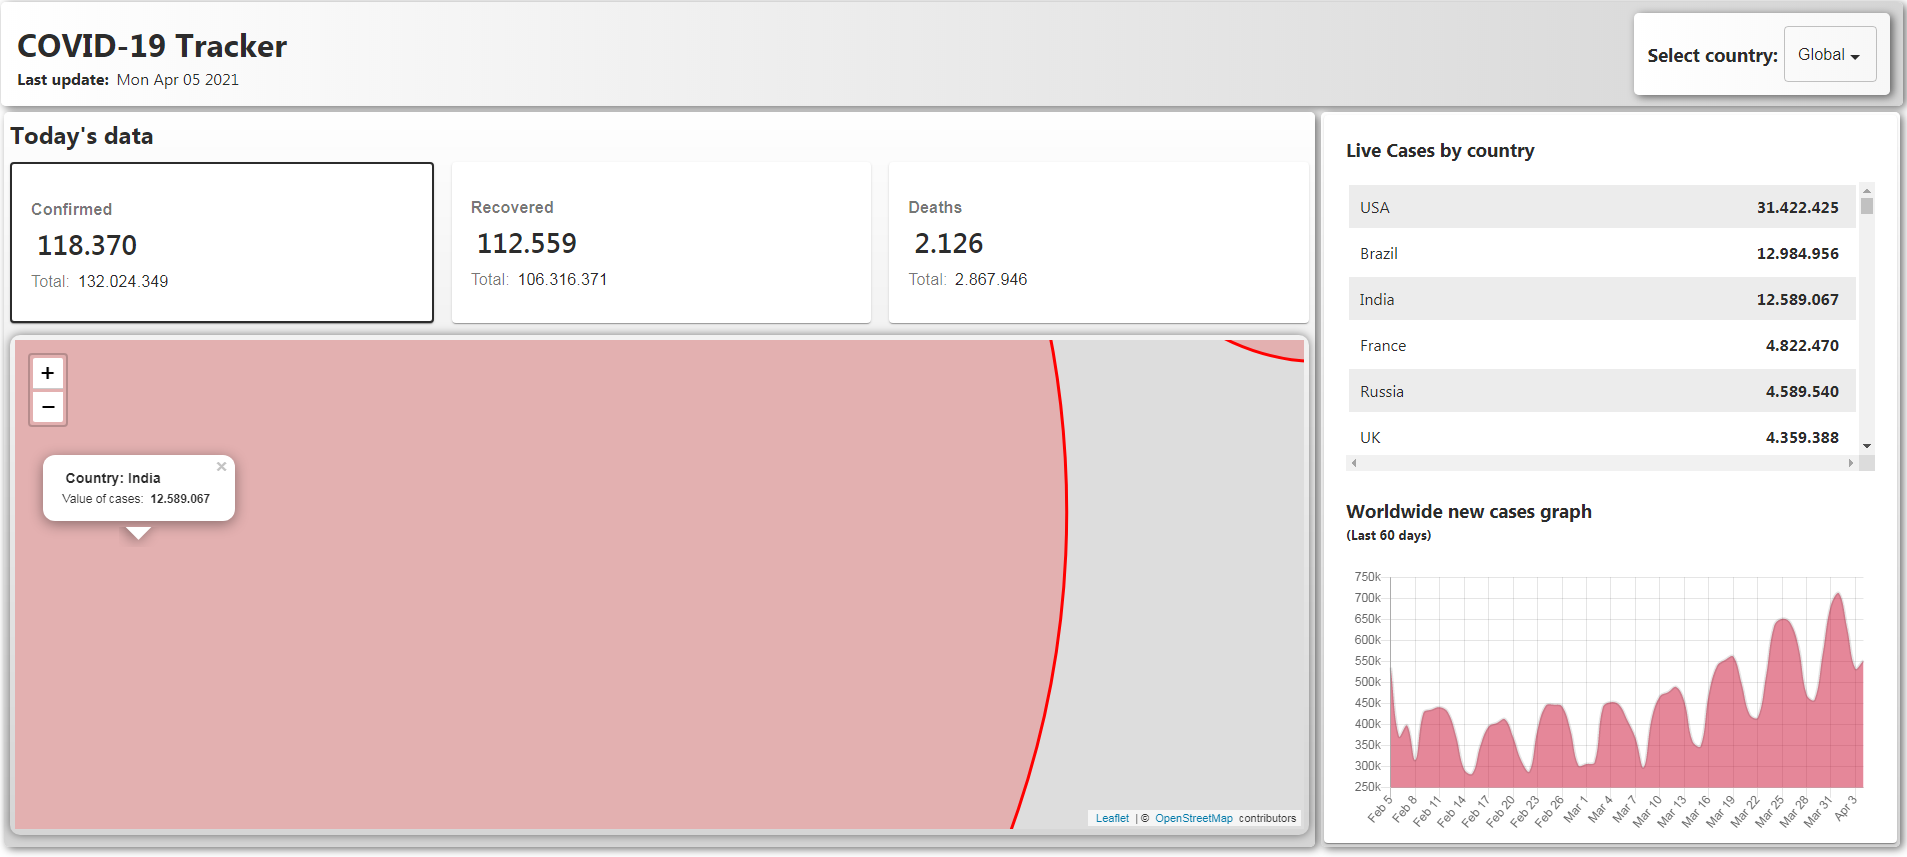 COVID-19 Tracker
Last update: Mon Apr 05 2021
Select country: Global
Today's data
Confirmed
118.370
Total: 132.024.349
Recovered
112.559
Total: 106.316.371
Deaths
2.126
Total: 2.867.946
+
−
×
Country: India
Value of cases: 12.589.067
Leaflet | © OpenStreetMap contributors
Live Cases by country
USA 31.422.425
Brazil 12.984.956
India 12.589.067
France 4.822.470
Russia 4.589.540
UK 4.359.388
Worldwide new cases graph
(Last 60 days)
750k
700k
650k
600k
550k
500k
450k
400k
350k
300k
250k
Feb 5 Feb 8 Feb 11 Feb 14 Feb 17 Feb 20 Feb 23 Feb 26 Mar 1 Mar 4 Mar 7 Mar 10 Mar 13 Mar 16 Mar 19 Mar 22 Mar 25 Mar 28 Mar 31 Apr 3